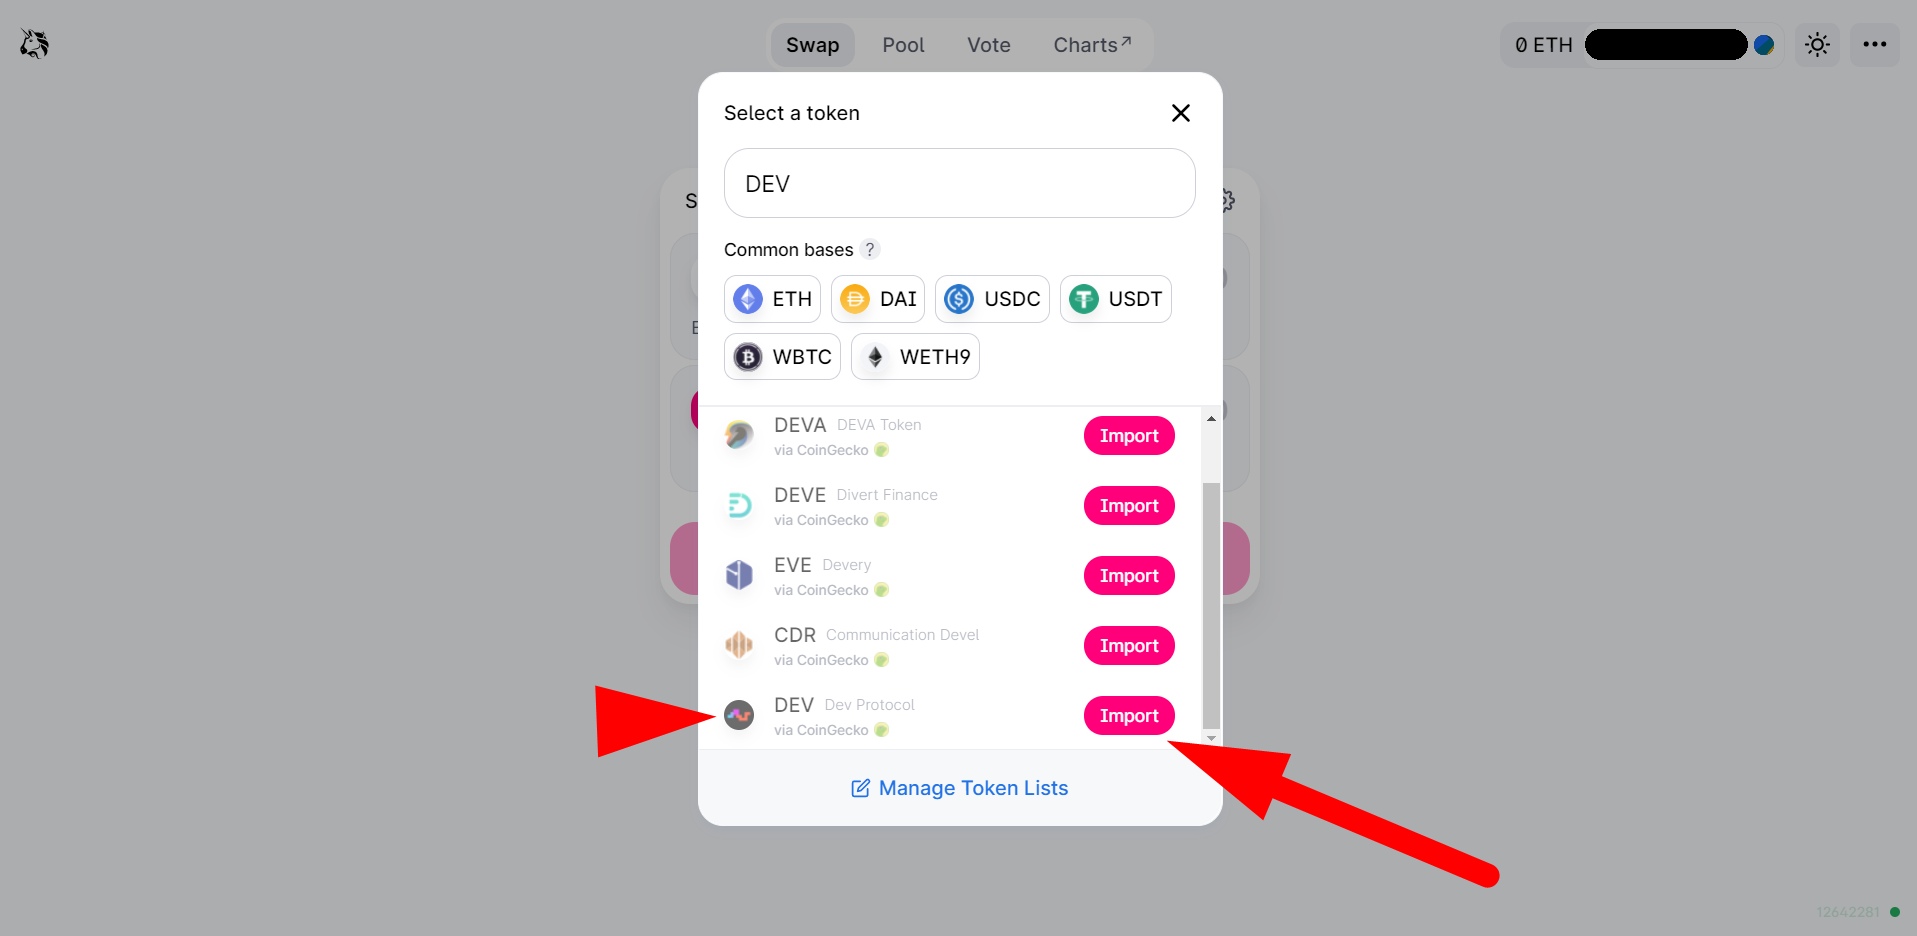 Swap Pool Vote Charts↗ 0 ETH
Select a token
DEV
S
Common bases ?
ETH DAI USDC USDT
E
WBTC WETH9
DEVA DEVA Token Import
via CoinGecko
DEVE Divert Finance Import
via CoinGecko
EVE Devery Import
via CoinGecko
CDR Communication Devel Import
via CoinGecko
DEV Dev Protocol Import
via CoinGecko
Manage Token Lists
12642281